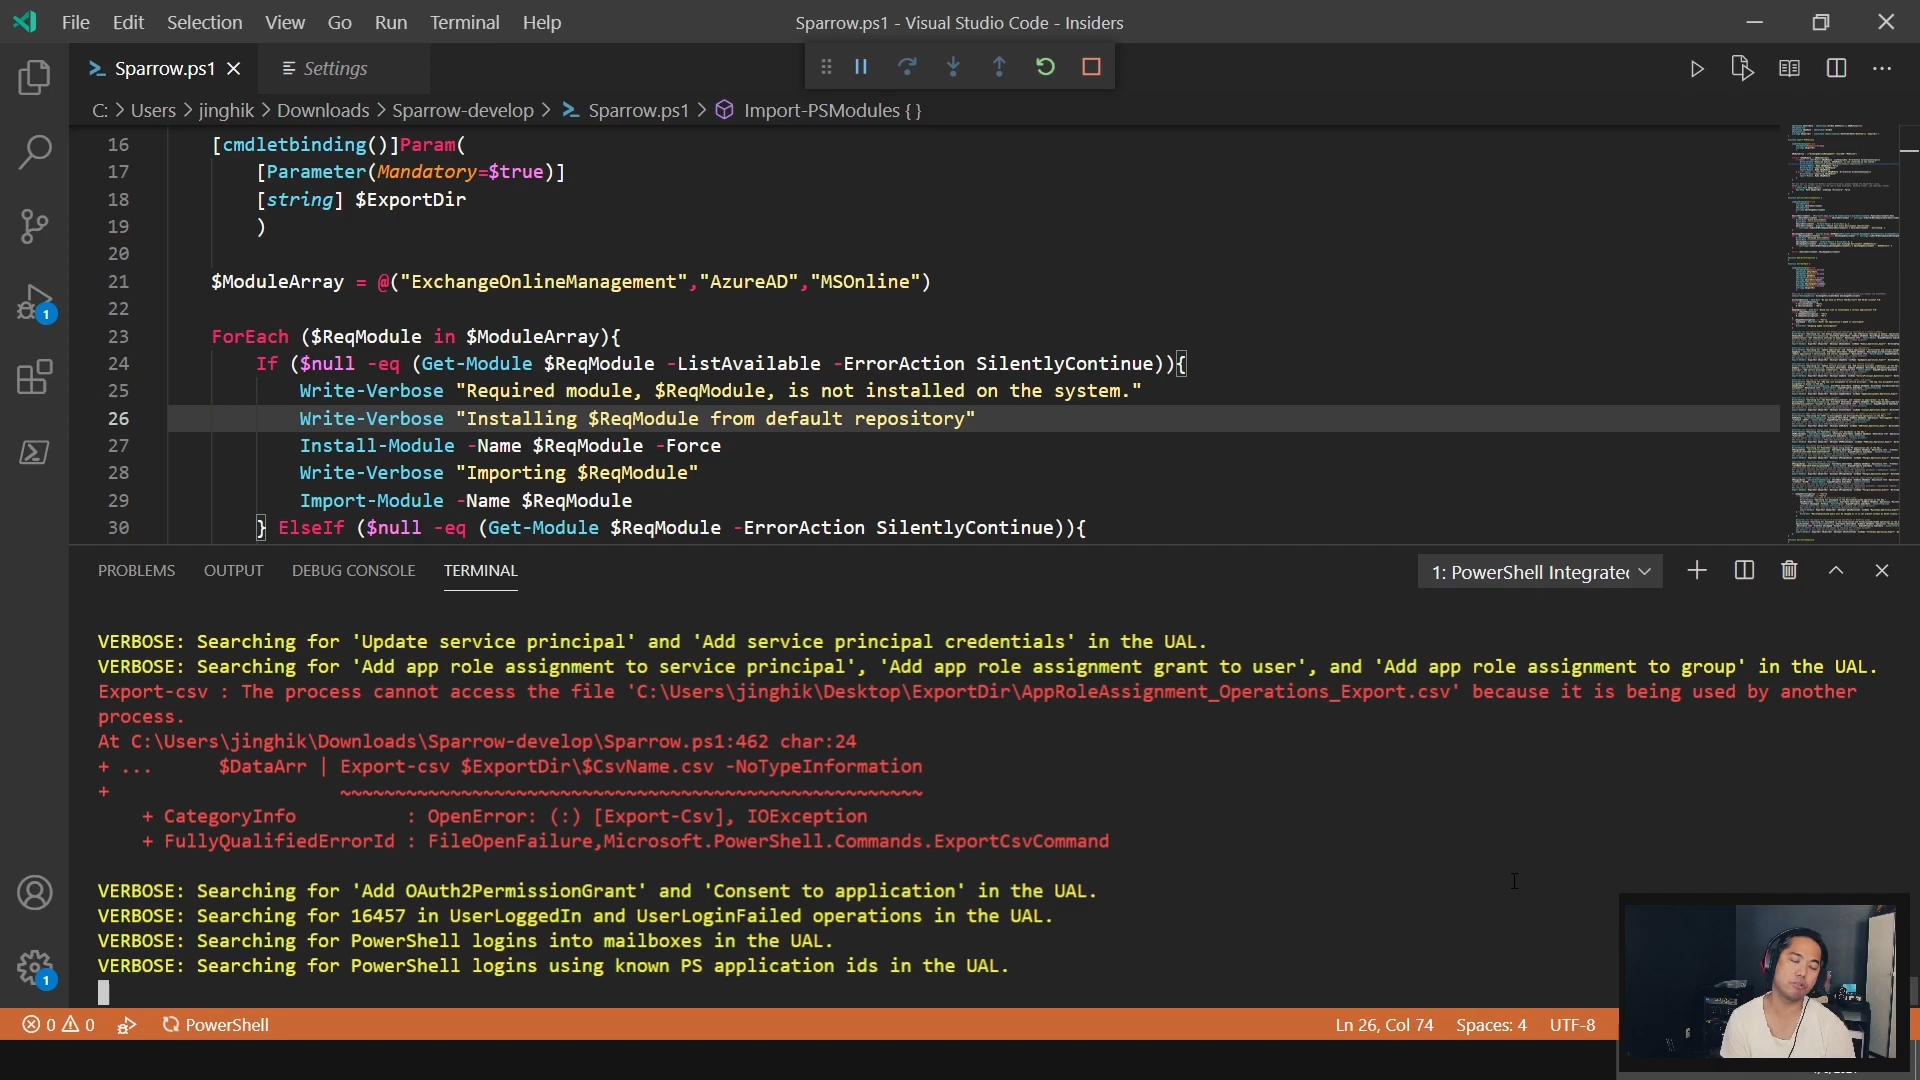 File Edit Selection View Go Run Terminal Help
Sparrow.ps1 - Visual Studio Code - Insiders
Sparrow.ps1
Settings
C: > Users > jinghik > Downloads > Sparrow-develop > Sparrow.ps1 > Import-PSModules { }
16 [cmdletbinding()]Param(
17 [Parameter(Mandatory=$true)]
18 [string] $ExportDir
19 )
20
21 $ModuleArray = @("ExchangeOnlineManagement","AzureAD","MSOnline")
22
23 ForEach ($ReqModule in $ModuleArray){
24 If ($null -eq (Get-Module $ReqModule -ListAvailable -ErrorAction SilentlyContinue)){
25 Write-Verbose "Required module, $ReqModule, is not installed on the system."
26 Write-Verbose "Installing $ReqModule from default repository"
27 Install-Module -Name $ReqModule -Force
28 Write-Verbose "Importing $ReqModule"
29 Import-Module -Name $ReqModule
30 } ElseIf ($null -eq (Get-Module $ReqModule -ErrorAction SilentlyContinue)){
1
PROBLEMS OUTPUT DEBUG CONSOLE TERMINAL
1: PowerShell Integrated
VERBOSE: Searching for 'Update service principal' and 'Add service principal credentials' in the UAL.
VERBOSE: Searching for 'Add app role assignment to service principal', 'Add app role assignment grant to user', and 'Add app role assignment to group' in the UAL.
Export-csv : The process cannot access the file 'C:\Users\jinghik\Desktop\ExportDir\AppRoleAssignment_Operations_Export.csv' because it is being used by another
process.
At C:\Users\jinghik\Downloads\Sparrow-develop\Sparrow.ps1:462 char:24
+ ... $DataArr | Export-csv $ExportDir\$CsvName.csv -NoTypeInformation
+ ~~~~~~~~~~~~~~~~~~~~~~~~~~~~~~~~~~~~~~~~~~~~~~~~~~~~~
+ CategoryInfo : OpenError: (:) [Export-Csv], IOException
+ FullyQualifiedErrorId : FileOpenFailure,Microsoft.PowerShell.Commands.ExportCsvCommand
VERBOSE: Searching for 'Add OAuth2PermissionGrant' and 'Consent to application' in the UAL.
VERBOSE: Searching for 16457 in UserLoggedIn and UserLoginFailed operations in the UAL.
VERBOSE: Searching for PowerShell logins into mailboxes in the UAL.
VERBOSE: Searching for PowerShell logins using known PS application ids in the UAL.
1
0 0 PowerShell
Ln 26, Col 74 Spaces: 4 UTF-8